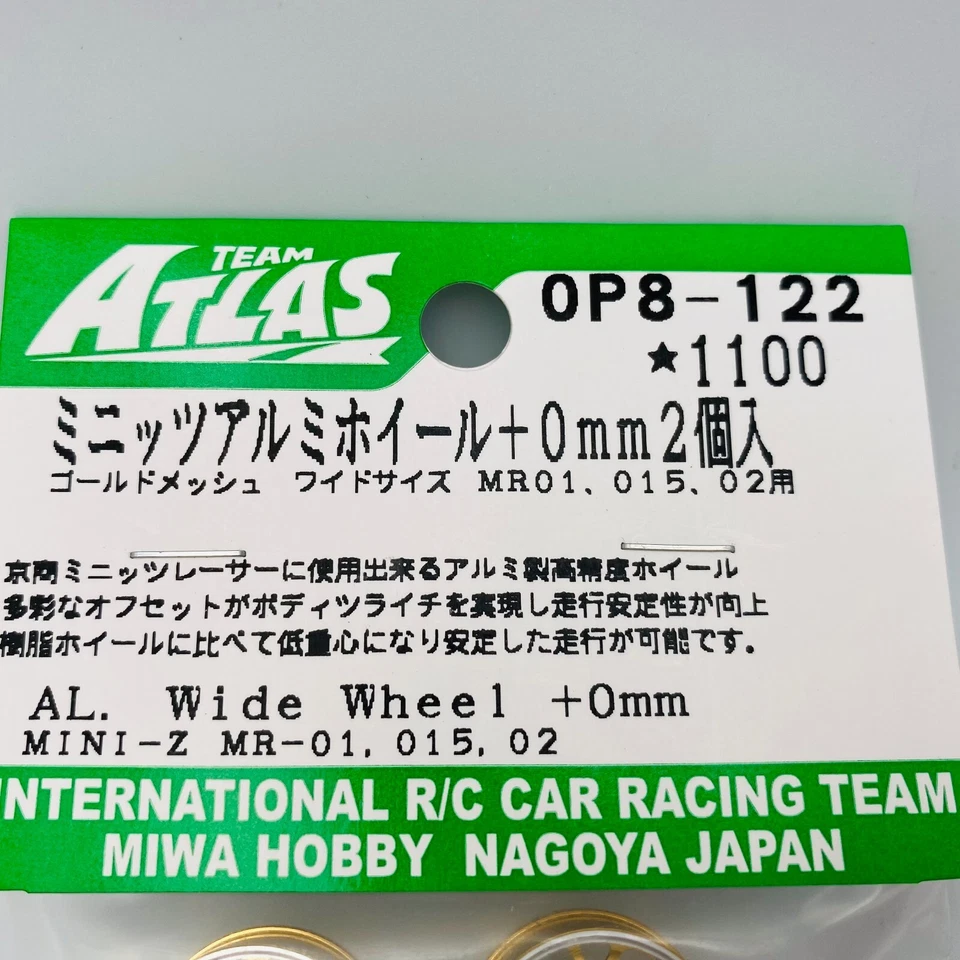 TEAM
ATLAS
OP8-122
★1100
ミニッツアルミホイール+0mm2個入
ゴールドメッシュ ワイドサイズ MR01、015、02用
京商ミニッツレーサーに使用出来るアルミ製高精度ホイール
多彩なオフセットがボディツライチを実現し走行安定性が向上
樹脂ホイールに比べて低重心になり安定した走行が可能です。
AL. Wide Wheel +0mm
MINI-Z MR-01,015,02
INTERNATIONAL R/C CAR RACING TEAM
MIWA HOBBY NAGOYA JAPAN